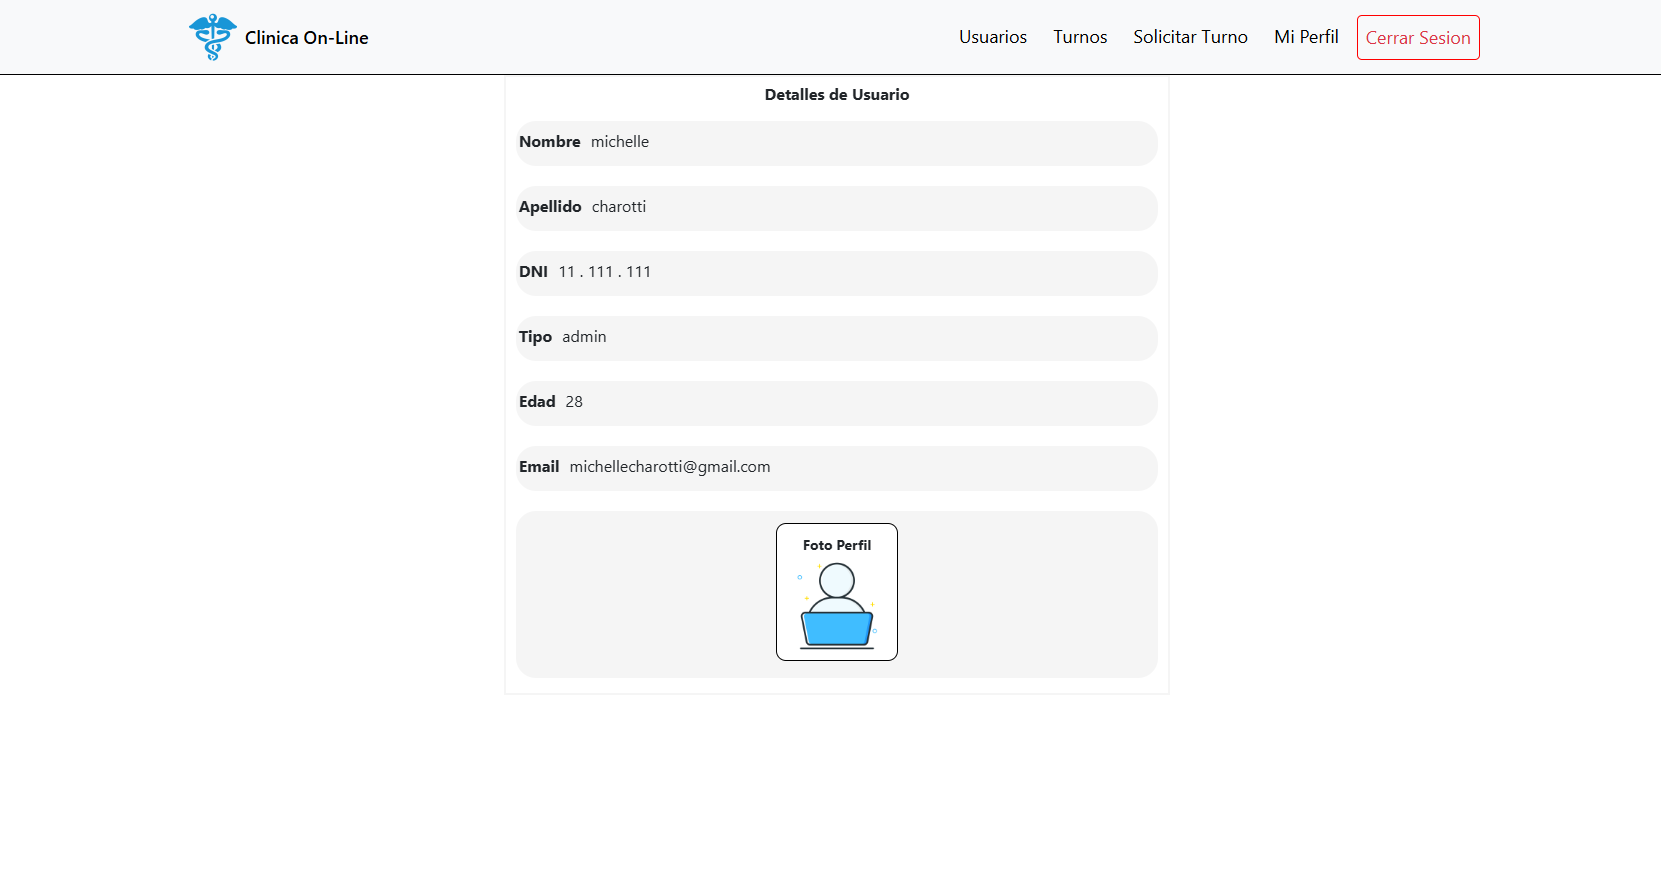 Clinica On-Line
Usuarios Turnos Solicitar Turno Mi Perfil Cerrar Sesion
Detalles de Usuario
Nombre michelle
Apellido charotti
DNI 11 . 111 . 111
Tipo admin
Edad 28
Email michellecharotti@gmail.com
Foto Perfil